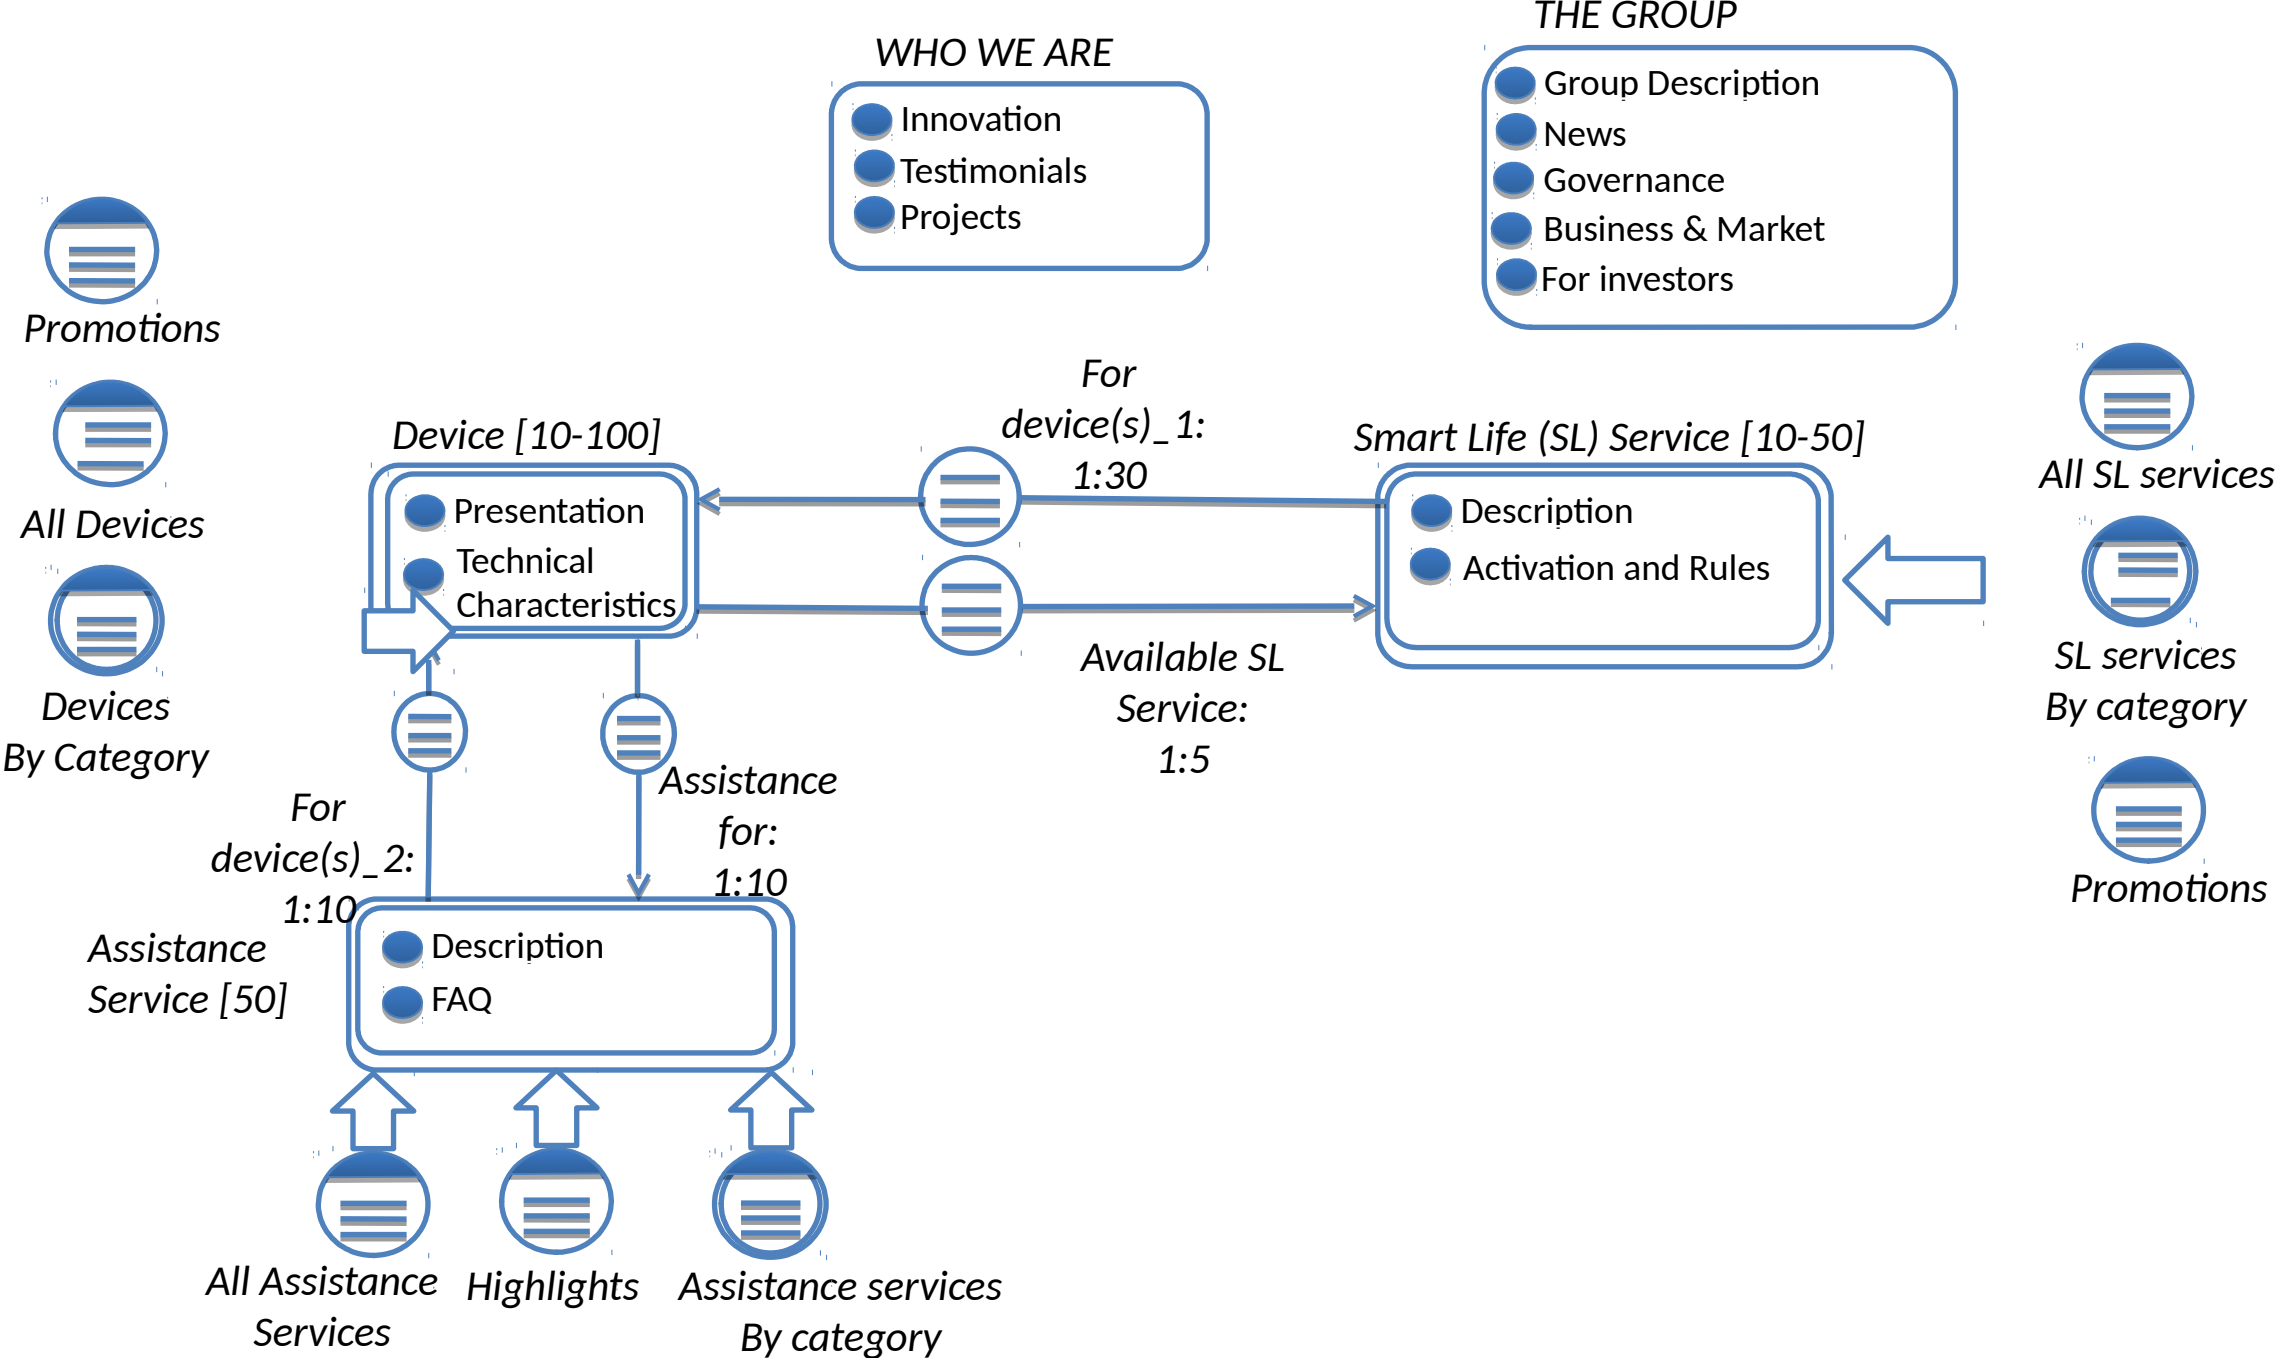 THE GROUP
Group Description
News
Governance
Business & Market
For investors
WHO WE ARE
Innovation
Testimonials
Projects
Promotions
All Devices
Devices
By Category
Device [10-100]
Presentation
Technical
Characteristics
For
device(s)_1:
1:30
Available SL
Service:
1:5
Smart Life (SL) Service [10-50]
Description
Activation and Rules
All SL services
SL services
By category
Promotions
For
device(s)_2:
1:10
Assistance
for:
1:10
Assistance
Service [50]
Description
FAQ
All Assistance
Services
Highlights
Assistance services
By category